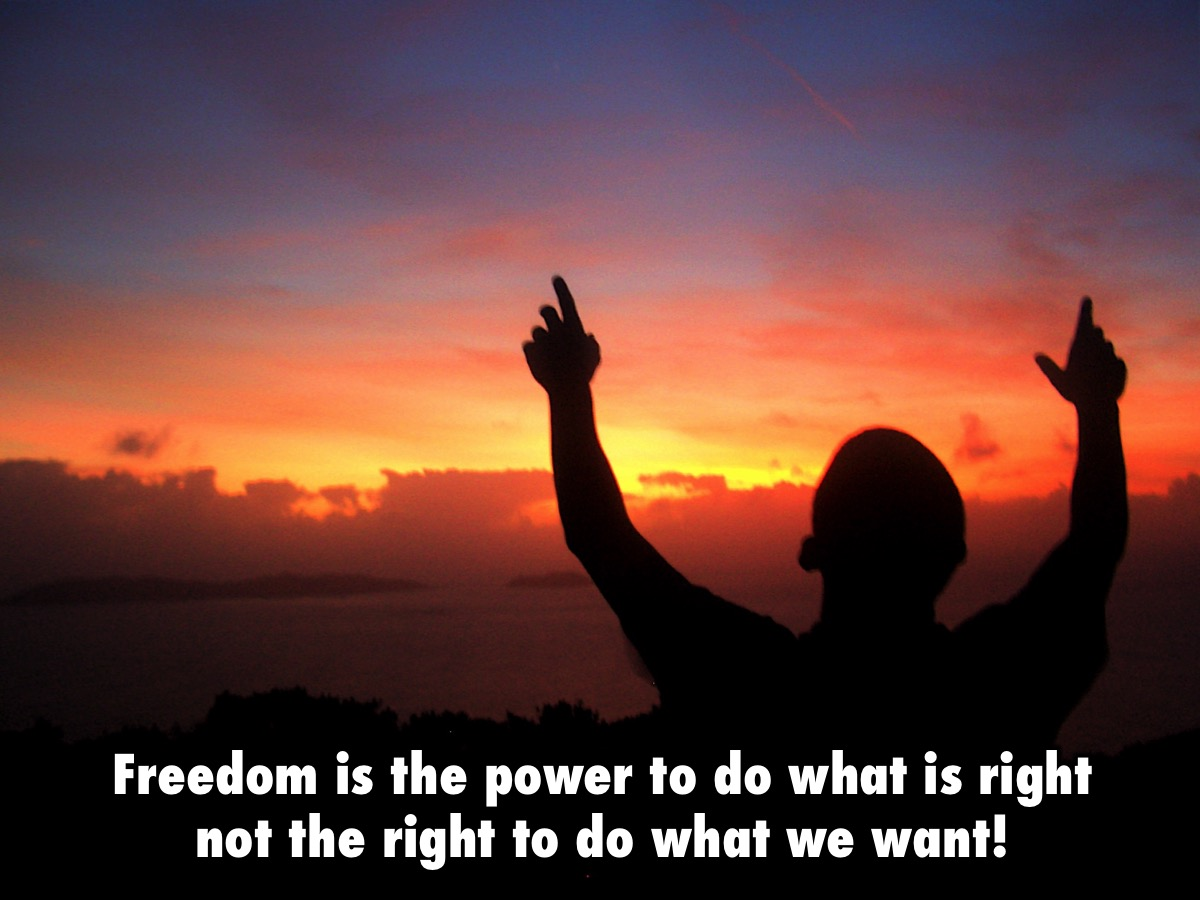 Freedom is the power to do what is right
not the right to do what we want!